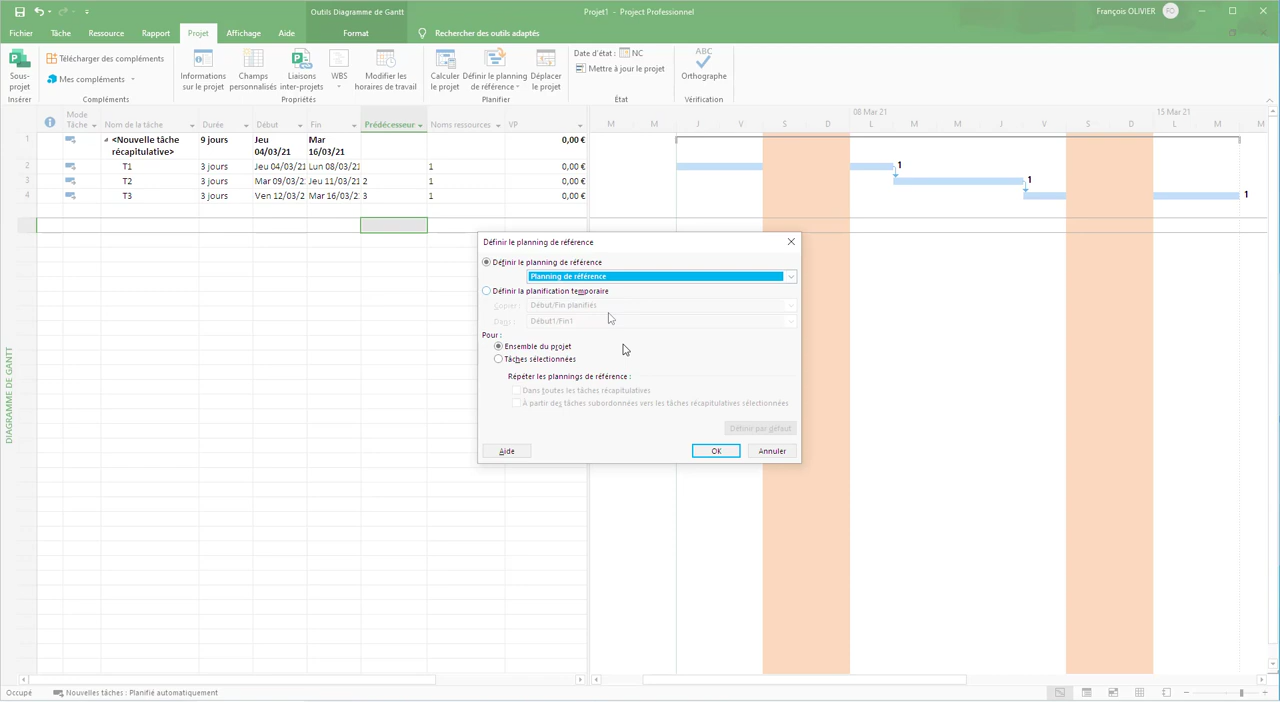 Outils Diagramme de Gantt
Projet1 - Project Professionnel
François OLIVIER
FO
Fichier Tâche Ressource Rapport Projet Affichage Aide Format Rechercher des outils adaptés
Sous-projet
Insérer
Télécharger des compléments
Mes compléments
Compléments
Informations sur le projet
Champs personnalisés
Liaisons inter-projets
WBS
Modifier les horaires de travail
Propriétés
Calculer le projet
Définir le planning de référence
Déplacer le projet
Planifier
Date d'état : NC
Mettre à jour le projet
État
ABC
Orthographe
Vérification
Mode Tâche Nom de la tâche Durée Début Fin Prédécesseur Noms ressources VP
08 Mar 21 15 Mar 21
M M J V S D L M M J V S D L M M
1 <Nouvelle tâche récapitulative> 9 jours Jeu 04/03/21 Mar 16/03/21 0,00 €
2 T1 3 jours Jeu 04/03/21 Lun 08/03/21 1 0,00 € 1
3 T2 3 jours Mar 09/03/2 Jeu 11/03/21 2 1 0,00 € 1
4 T3 3 jours Ven 12/03/2 Mar 16/03/21 3 1 0,00 € 1
DIAGRAMME DE GANTT
Définir le planning de référence
Définir le planning de référence
Planning de référence
Définir la planification temporaire
Copier : Début/Fin planifiés
Dans : Début1/Fin1
Pour :
Ensemble du projet
Tâches sélectionnées
Répéter les plannings de référence :
Dans toutes les tâches récapitulatives
À partir des tâches subordonnées vers les tâches récapitulatives sélectionnées
Définir par défaut
Aide OK Annuler
Occupé Nouvelles tâches : Planifié automatiquement